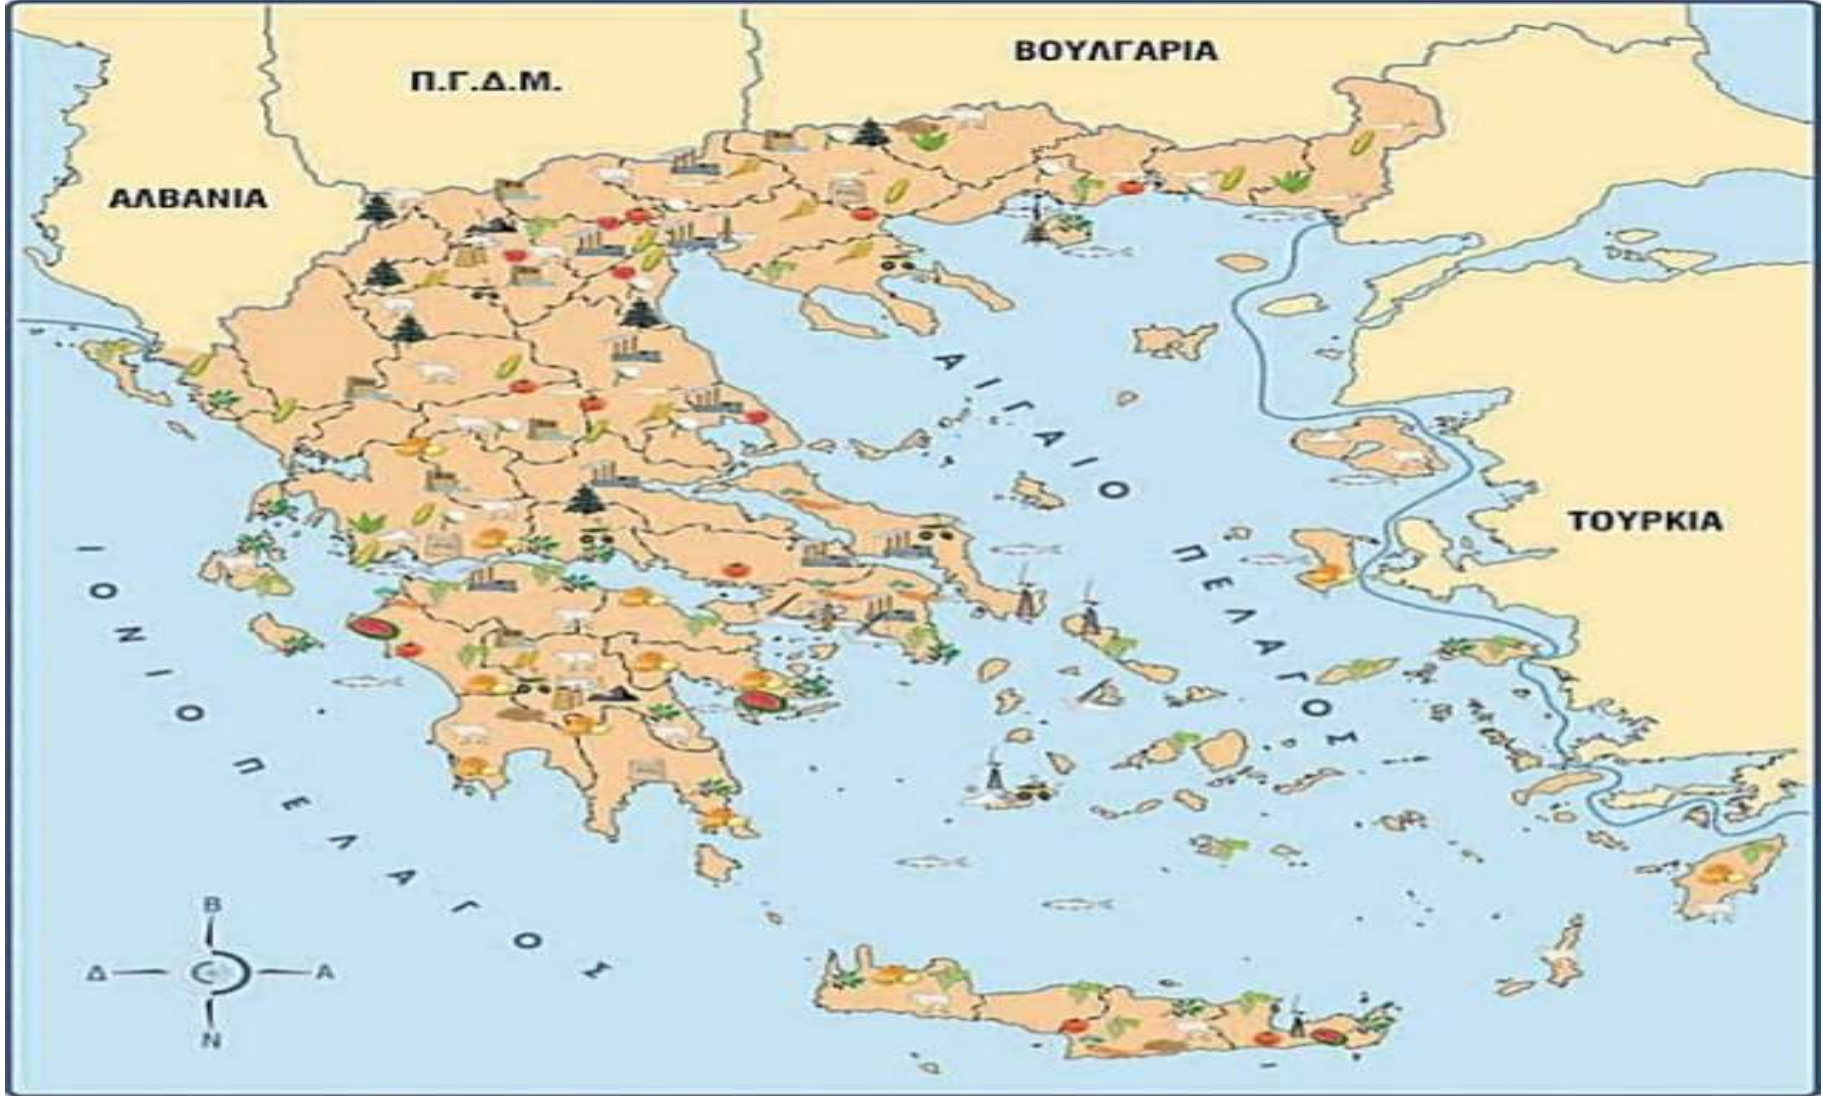 ΒΟΥΛΓΑΡΙΑ
Π.Γ.Δ.Μ.
ΑΛΒΑΝΙΑ
ΑΙΓΑΙΟ
ΠΕΛΑΓΟΣ
ΤΟΥΡΚΙΑ
ΙΟΝΙΟ ΠΕΛΑΓΟΣ
Β
Δ
Α
Ν